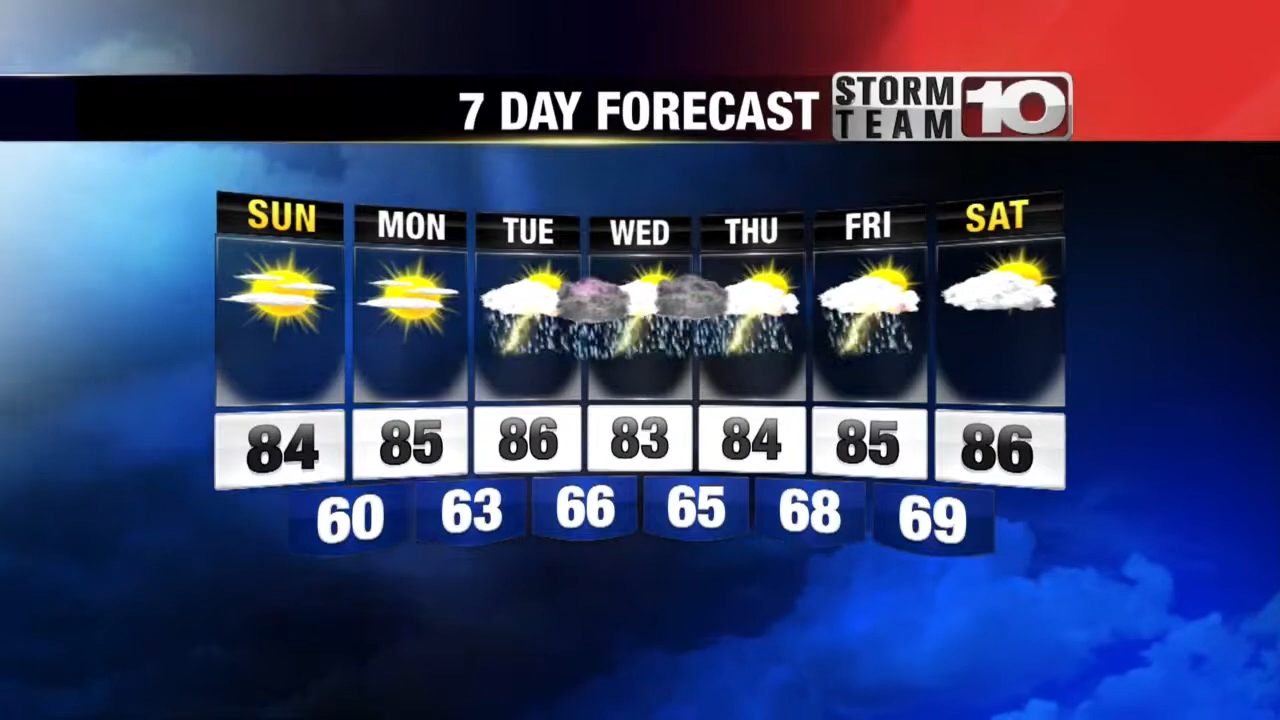 7 DAY FORECAST
STORM TEAM 10
SUN MON TUE WED THU FRI SAT
84 85 86 83 84 85 86
60 63 66 65 68 69